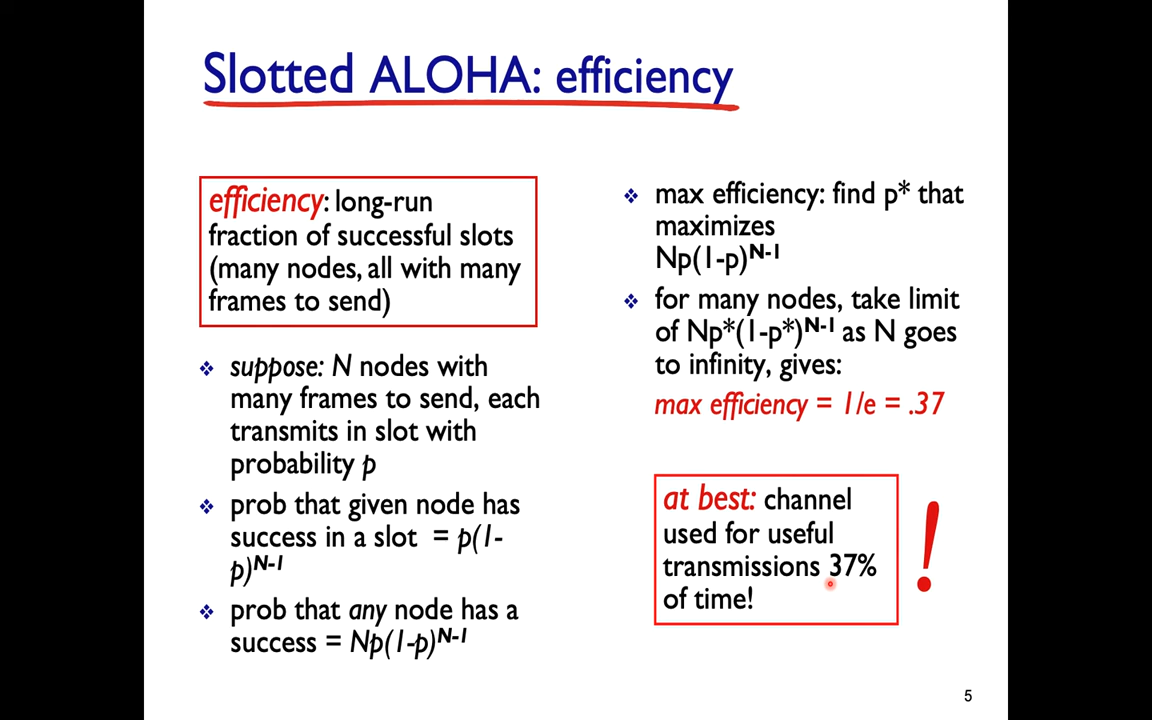 Slotted ALOHA: efficiency
efficiency: long-run
fraction of successful slots
(many nodes, all with many
frames to send)
❖ suppose: N nodes with
many frames to send, each
transmits in slot with
probability p
❖ prob that given node has
success in a slot = p(1-
p)^N-1
❖ prob that any node has a
success = Np(1-p)^N-1
❖ max efficiency: find p* that
maximizes
Np(1-p)^N-1
❖ for many nodes, take limit
of Np*(1-p*)^N-1 as N goes
to infinity, gives:
max efficiency = 1/e = .37
at best: channel
used for useful
transmissions 37%
of time!
!
5